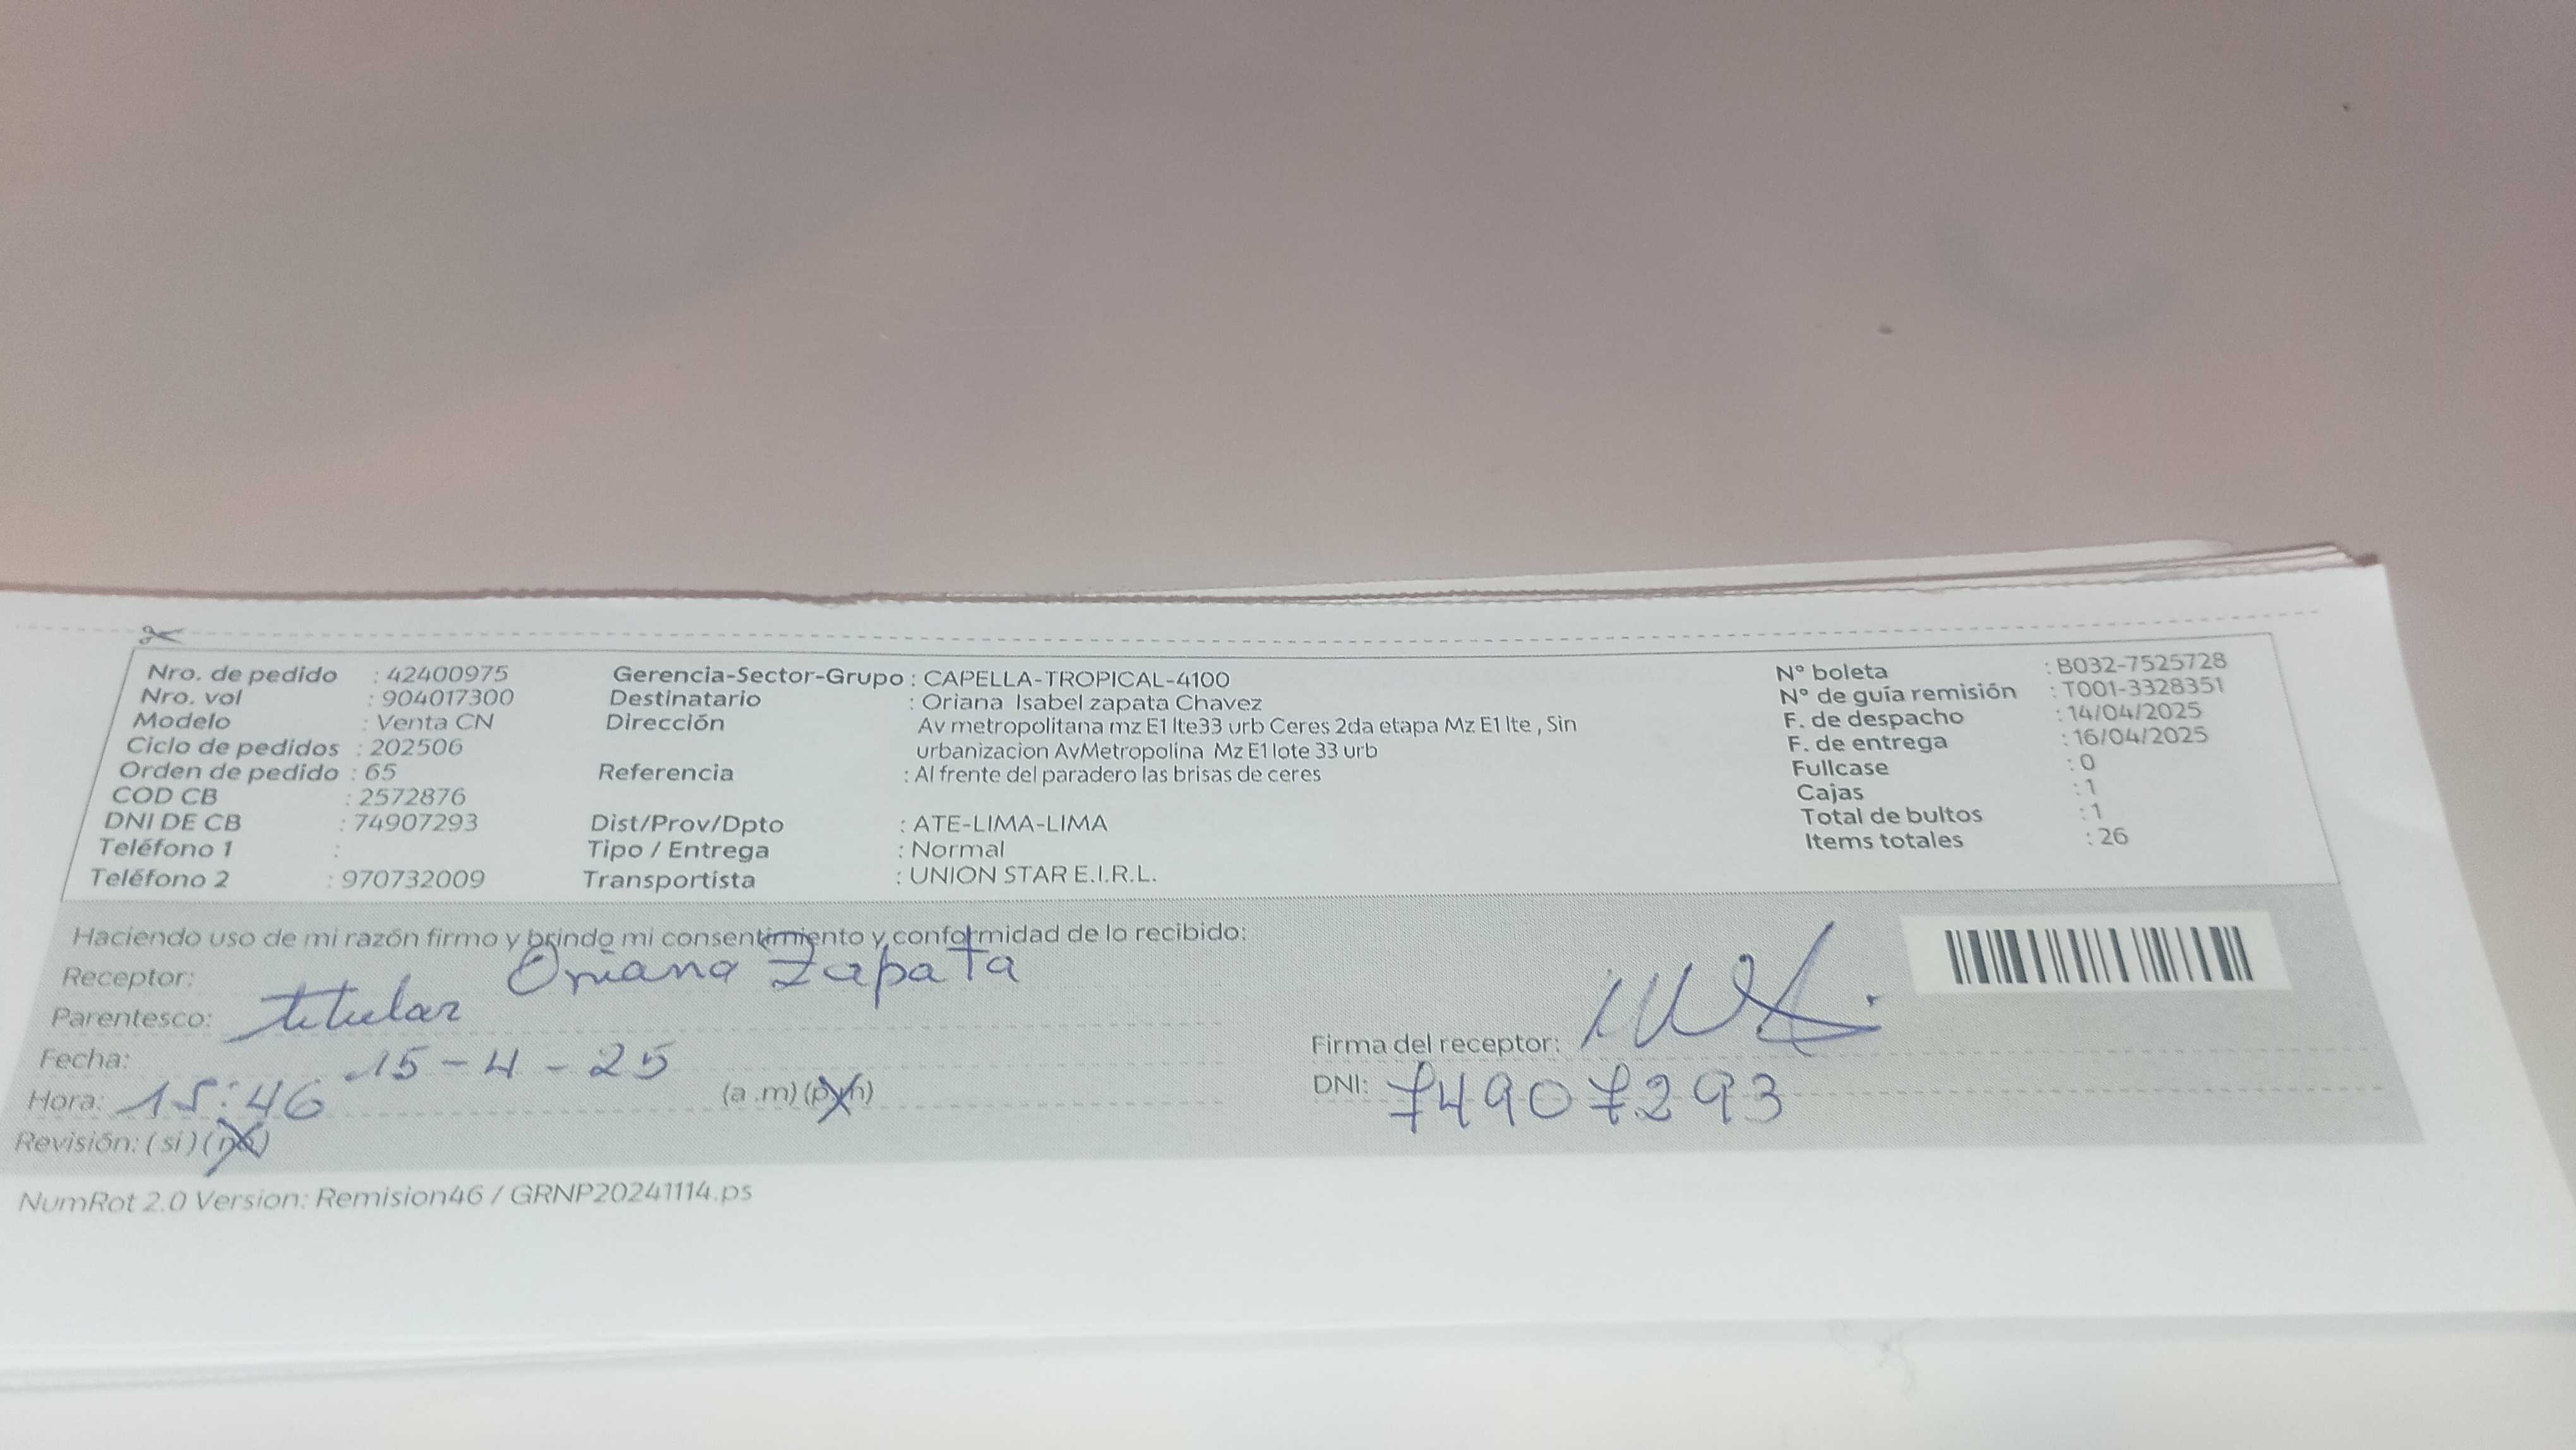 Nro. de pedido : 42400975
Nro. vol : 904017300
Modelo : Venta CN
Ciclo de pedidos : 202506
Orden de pedido : 65
COD CB : 2572876
DNI DE CB : 74907293
Teléfono 1 :
Teléfono 2 : 970732009
Gerencia-Sector-Grupo : CAPELLA-TROPICAL-4100
Destinatario : Oriana Isabel zapata Chavez
Dirección Av metropolitana mz E1 lte33 urb Ceres 2da etapa Mz E1 lte , Sin
urbanizacion AvMetropolina Mz E1 lote 33 urb
Referencia : Al frente del paradero las brisas de ceres
Dist/Prov/Dpto : ATE-LIMA-LIMA
Tipo / Entrega : Normal
Transportista : UNION STAR E.I.R.L.
N° boleta : B032-7525728
N° de guía remisión : T001-3328351
F. de despacho : 14/04/2025
F. de entrega : 16/04/2025
Fullcase : 0
Cajas : 1
Total de bultos : 1
Items totales : 26
Haciendo uso de mi razón firmo y brindo mi consentimiento y conformidad de lo recibido:
Receptor: Oriana Zapata
Parentesco: titular
Fecha: 15-4-25
Hora: 15:46 (a .m) (p.m)
Revisión: (si) (no)
Firma del receptor:
DNI: 74907293
NumRot 2.0 Version: Remision46 / GRNP20241114.ps